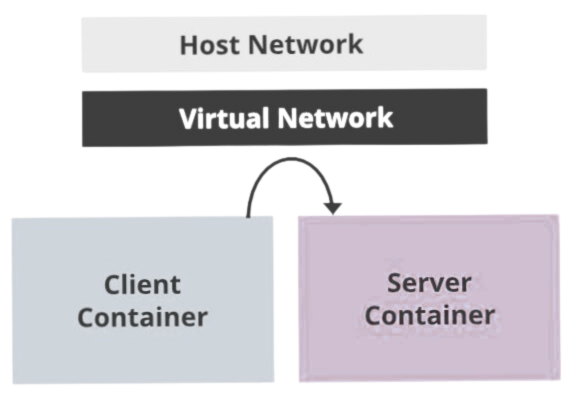 Host Network
Virtual Network
Client
Container
Server
Container